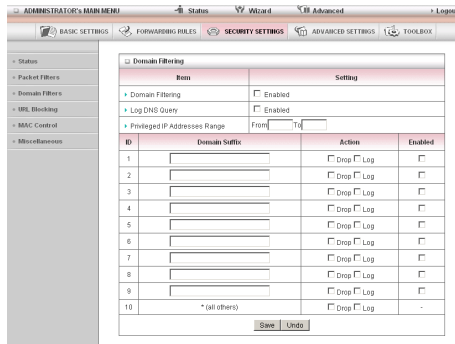 ADMINISTRATOR's MAIN MENU Status Wizard Advanced Logou
BASIC SETTINGS FORWARDING RULES SECURITY SETTINGS ADVANCED SETTINGS TOOLBOX
Status
Packet Filters
Domain Filters
URL Blocking
MAC Control
Miscellaneous
Domain Filtering
Item Setting
Domain Filtering Enabled
Log DNS Query Enabled
Privileged IP Addresses Range From To
ID Domain Suffix Action Enabled
1 Drop Log
2 Drop Log
3 Drop Log
4 Drop Log
5 Drop Log
6 Drop Log
7 Drop Log
8 Drop Log
9 Drop Log
10 * (all others) Drop Log -
Save Undo